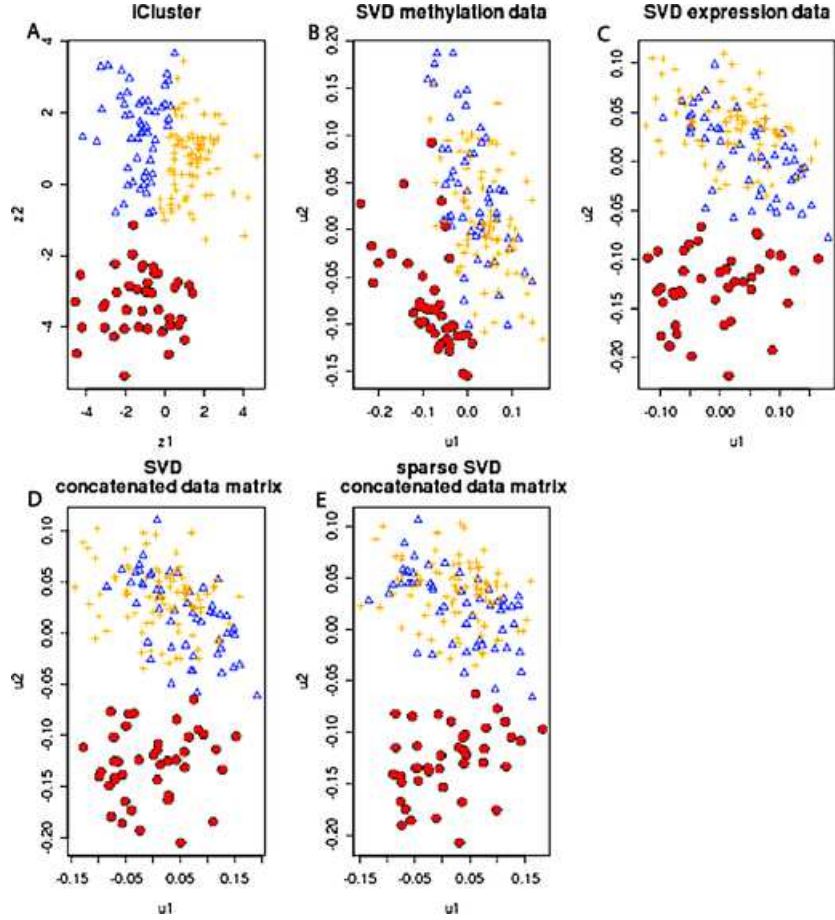 A
iCluster
B
SVD methylation data
C
SVD expression data
4
2
0
-2
-4
z2
-4 -2 0 2 4
z1
0.20
0.15
0.10
0.05
0.00
-0.05
-0.10
-0.15
u2
-0.2 -0.1 0.0 0.1
u1
0.10
0.05
0.00
-0.05
-0.10
-0.15
-0.20
u2
-0.10 0.00 0.10
u1
D
SVD
concatenated data matrix
E
sparse SVD
concatenated data matrix
0.10
0.05
0.00
-0.05
-0.10
-0.15
-0.20
u2
-0.15 -0.05 0.05 0.15
u1
0.10
0.05
0.00
-0.05
-0.10
-0.15
-0.20
u2
-0.15 -0.05 0.05 0.15
u1